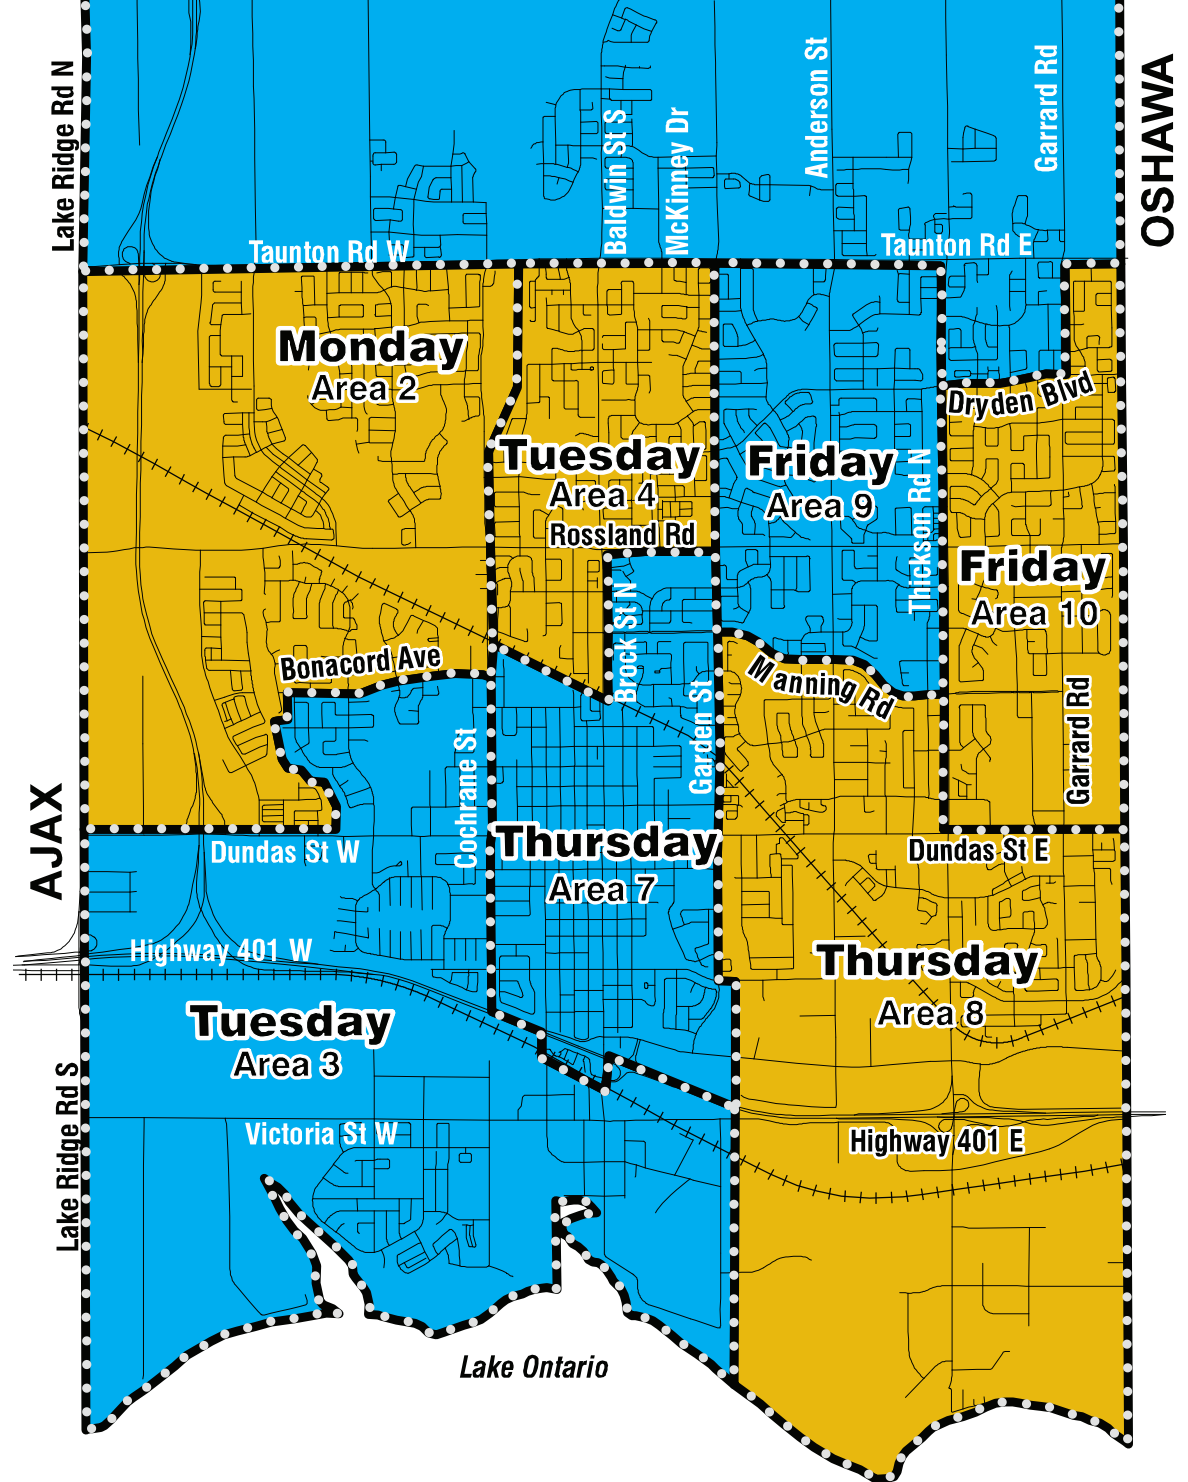 Lake Ridge Rd N
Baldwin St S
McKinney Dr
Anderson St
Garrard Rd
OSHAWA
Taunton Rd W
Taunton Rd E
Monday
Area 2
Dryden Blvd
Tuesday
Area 4
Rossland Rd
Friday
Area 9
Thickson Rd N
Friday
Area 10
Brock St N
Bonacord Ave
Manning Rd
Garden St
Garrard Rd
Cochrane St
AJAX
Dundas St W
Thursday
Area 7
Dundas St E
Highway 401 W
Thursday
Area 8
Tuesday
Area 3
Lake Ridge Rd S
Victoria St W
Highway 401 E
Lake Ontario